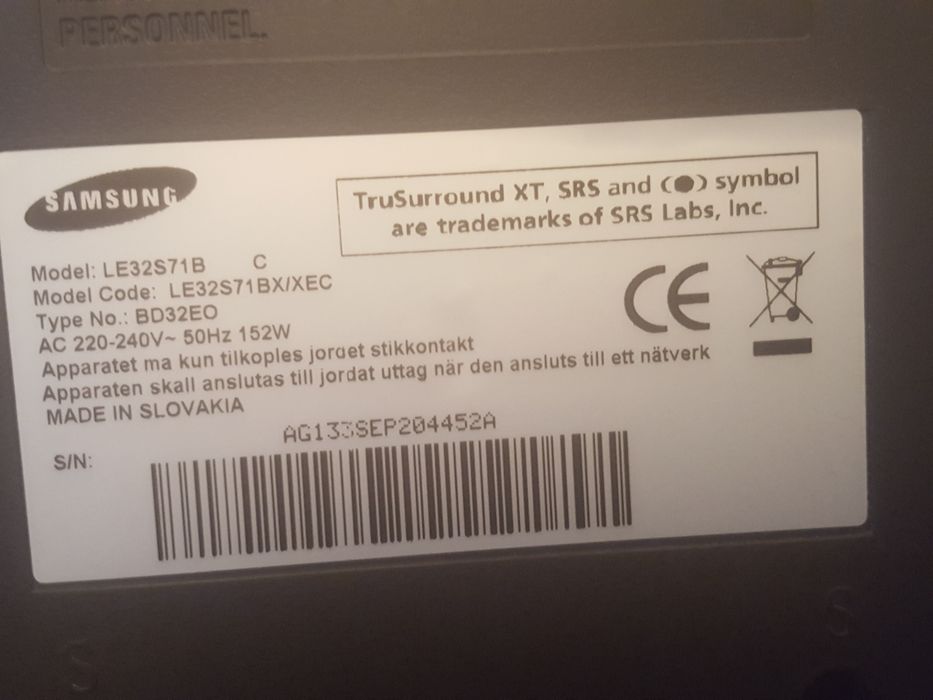 PERSONNEL.
SAMSUNG
TruSurround XT, SRS and (●) symbol
are trademarks of SRS Labs, Inc.
Model: LE32S71B C
Model Code: LE32S71BX/XEC
Type No.: BD32EO
AC 220-240V~ 50Hz 152W
Apparatet ma kun tilkoples jordet stikkontakt
Apparaten skall anslutas till jordat uttag när den ansluts till ett nätverk
MADE IN SLOVAKIA
AG133SEP204452A
S/N:
CE